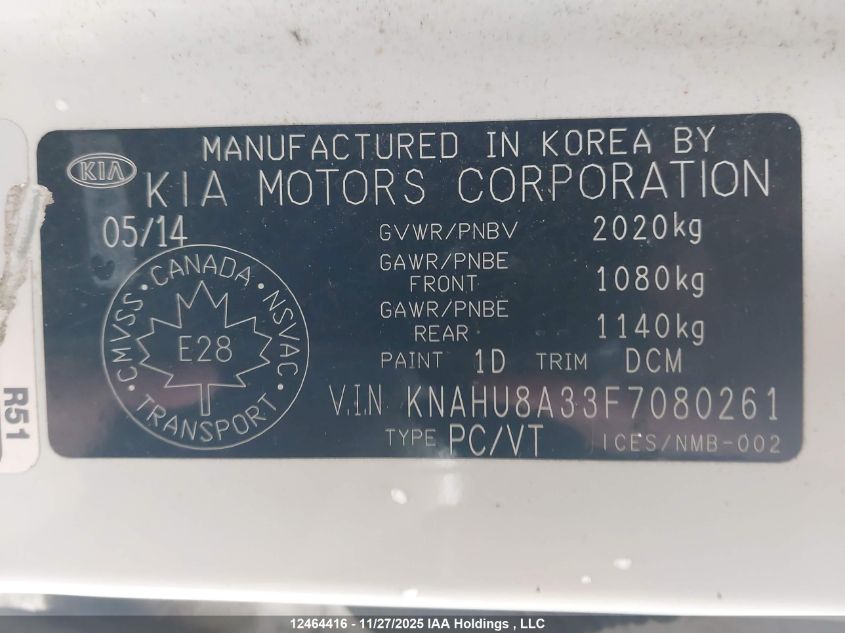 MANUFACTURED IN KOREA BY
KIA
KIA MOTORS CORPORATION
05/14
GVWR/PNBV 2020kg
GAWR/PNBE FRONT 1080kg
GAWR/PNBE REAR 1140kg
PAINT 1D TRIM DCM
V.I.N KNAHU8A33F7080261
TYPE PC/VT ICES/NMB-002
CANADA
CMVSS · NSVAC
E28
TRANSPORT
R51
12464416 - 11/27/2025 IAA Holdings , LLC